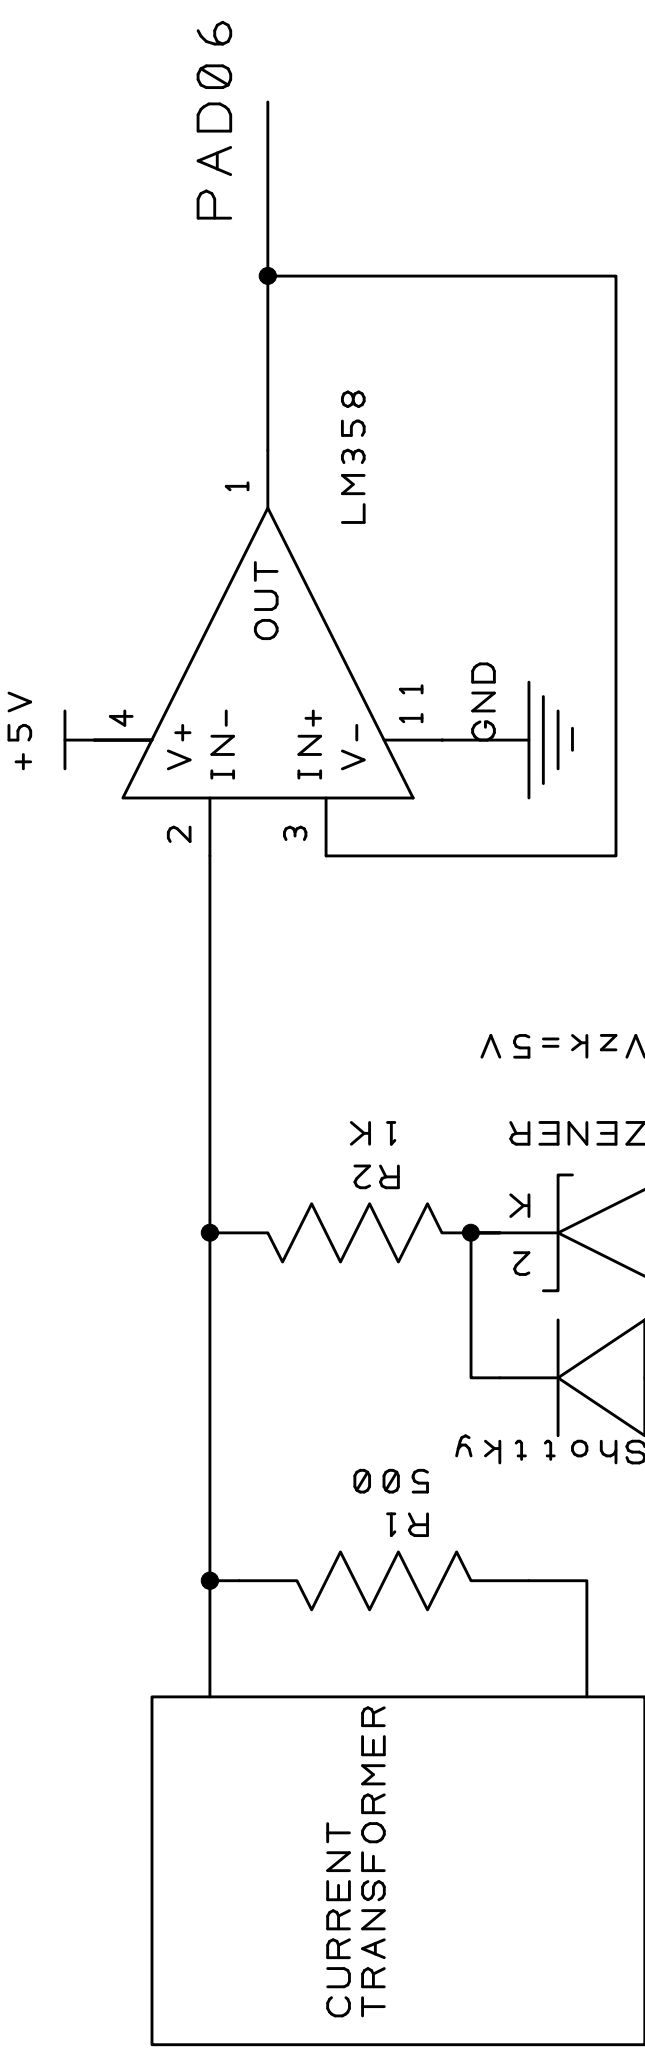 PAD06
1
LM358
OUT
+5V
4
V+
IN-
IN+
V-
11
GND
2
3
Vzk=5V
ZENER
K
2
R2
1K
Shottky
R1
500
CURRENT
TRANSFORMER